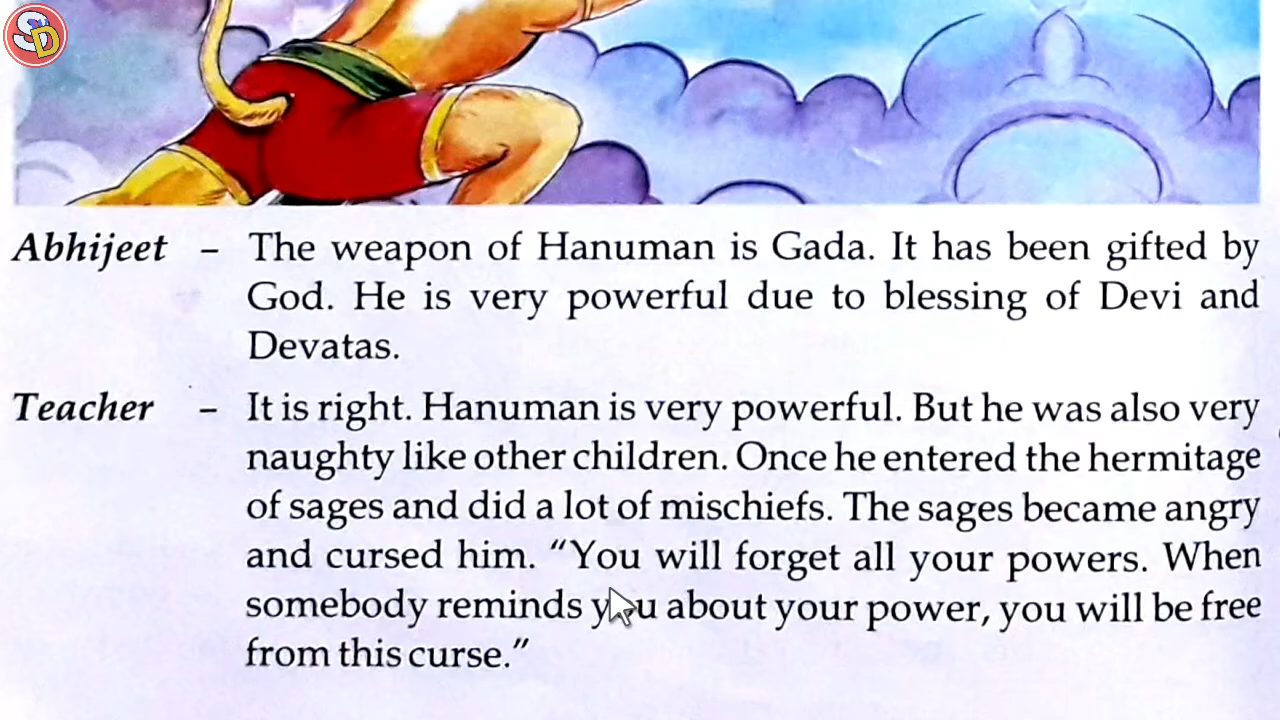 SD
Abhijeet – The weapon of Hanuman is Gada. It has been gifted by
God. He is very powerful due to blessing of Devi and
Devatas.
Teacher – It is right. Hanuman is very powerful. But he was also very
naughty like other children. Once he entered the hermitage
of sages and did a lot of mischiefs. The sages became angry
and cursed him. “You will forget all your powers. When
somebody reminds you about your power, you will be free
from this curse.”